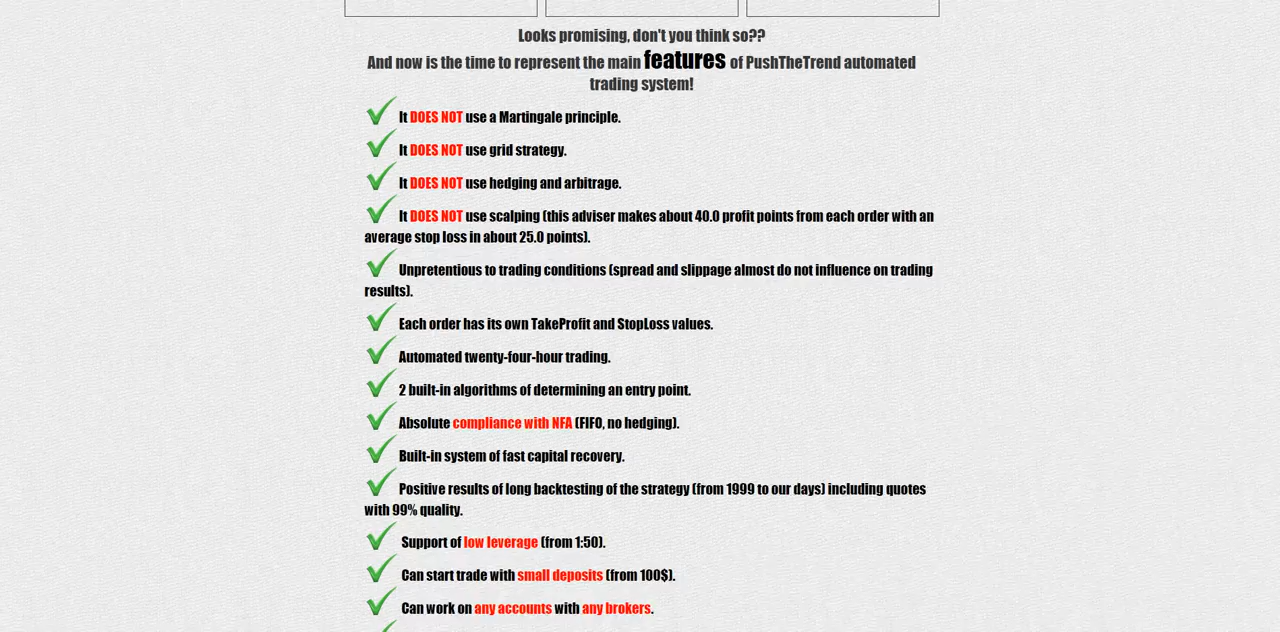 Looks promising, don't you think so??
And now is the time to represent the main features of PushTheTrend automated
trading system!
It DOES NOT use a Martingale principle.
It DOES NOT use grid strategy.
It DOES NOT use hedging and arbitrage.
It DOES NOT use scalping (this adviser makes about 40.0 profit points from each order with an
average stop loss in about 25.0 points).
Unpretentious to trading conditions (spread and slippage almost do not influence on trading
results).
Each order has its own TakeProfit and StopLoss values.
Automated twenty-four-hour trading.
2 built-in algorithms of determining an entry point.
Absolute compliance with NFA (FIFO, no hedging).
Built-in system of fast capital recovery.
Positive results of long backtesting of the strategy (from 1999 to our days) including quotes
with 99% quality.
Support of low leverage (from 1:50).
Can start trade with small deposits (from 100$).
Can work on any accounts with any brokers.